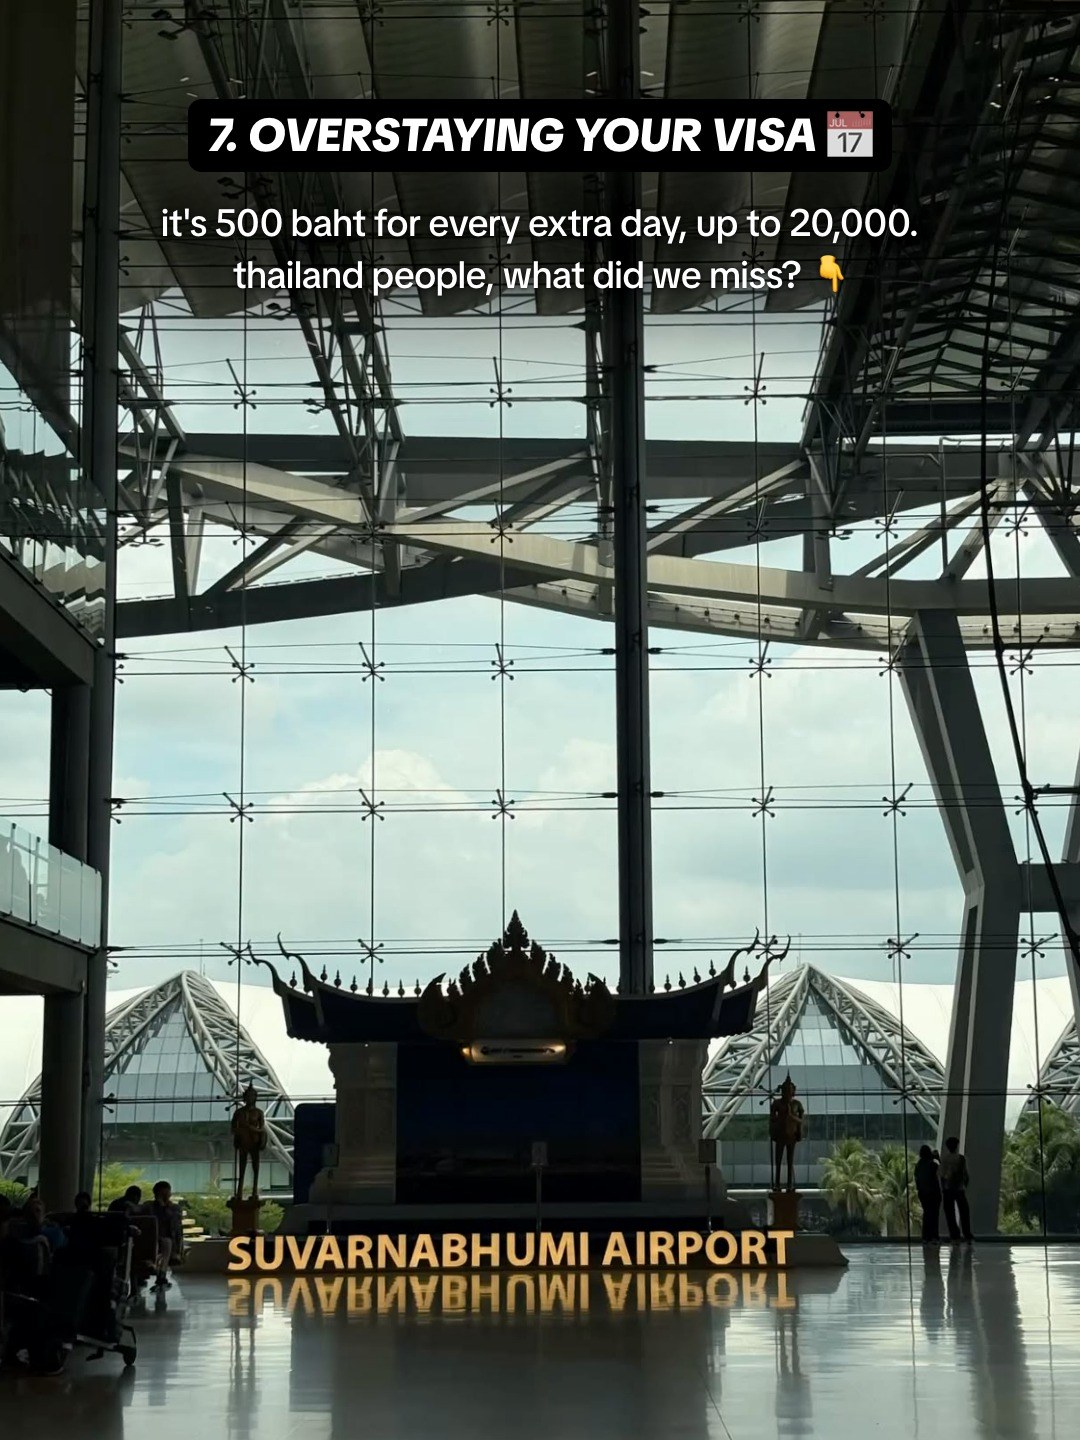 7. OVERSTAYING YOUR VISA 📅
it's 500 baht for every extra day, up to 20,000.
thailand people, what did we miss? 👇
SUVARNABHUMI AIRPORT